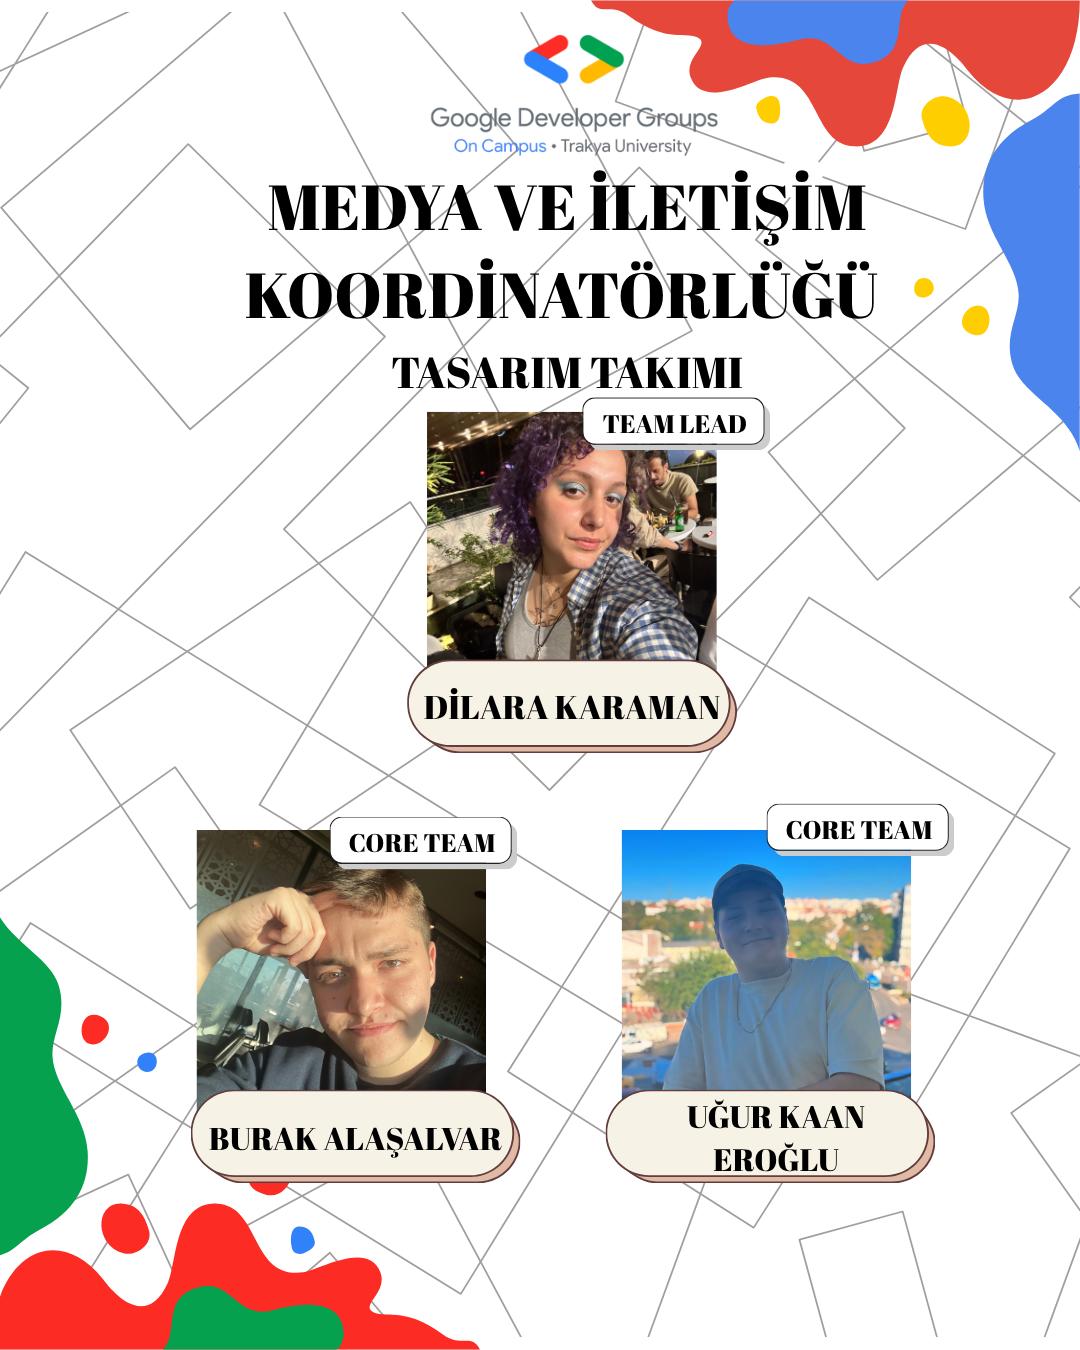 Google Developer Groups
On Campus • Trakya University
MEDYA VE İLETİŞİM
KOORDİNATÖRLÜĞÜ
TASARIM TAKIMI
TEAM LEAD
DİLARA KARAMAN
CORE TEAM
BURAK ALAŞALVAR
CORE TEAM
UĞUR KAAN
EROĞLU